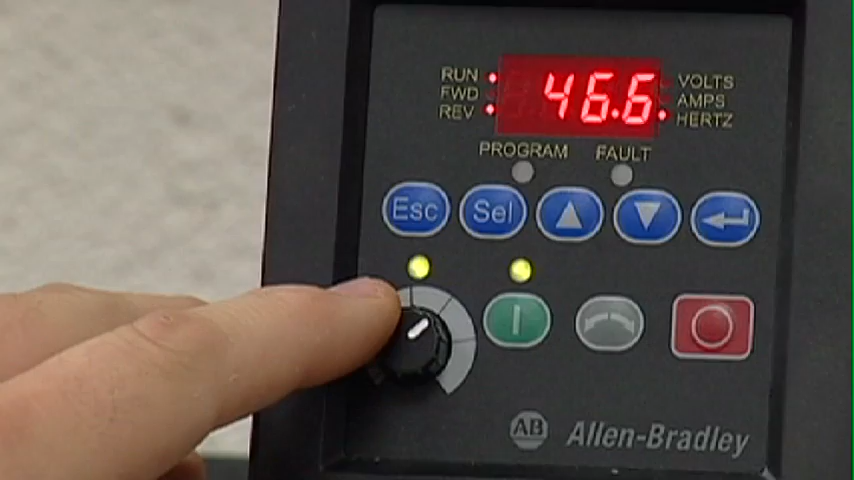 RUN
FWD
REV
46.6
VOLTS
AMPS
HERTZ
PROGRAM FAULT
Esc Sel
AB Allen-Bradley